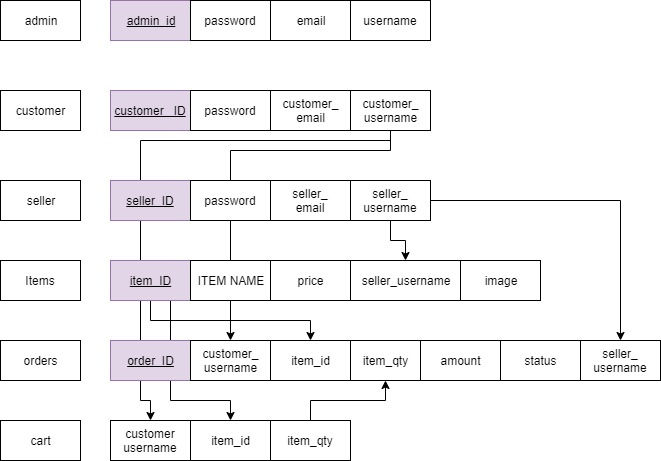 admin admin_id password email username
customer customer_ID password customer_ email customer_ username
seller seller_ID password seller_ email seller_ username
Items item_ID ITEM NAME price seller_username image
orders order_ID customer_ username item_id item_qty amount status seller_ username
cart customer username item_id item_qty